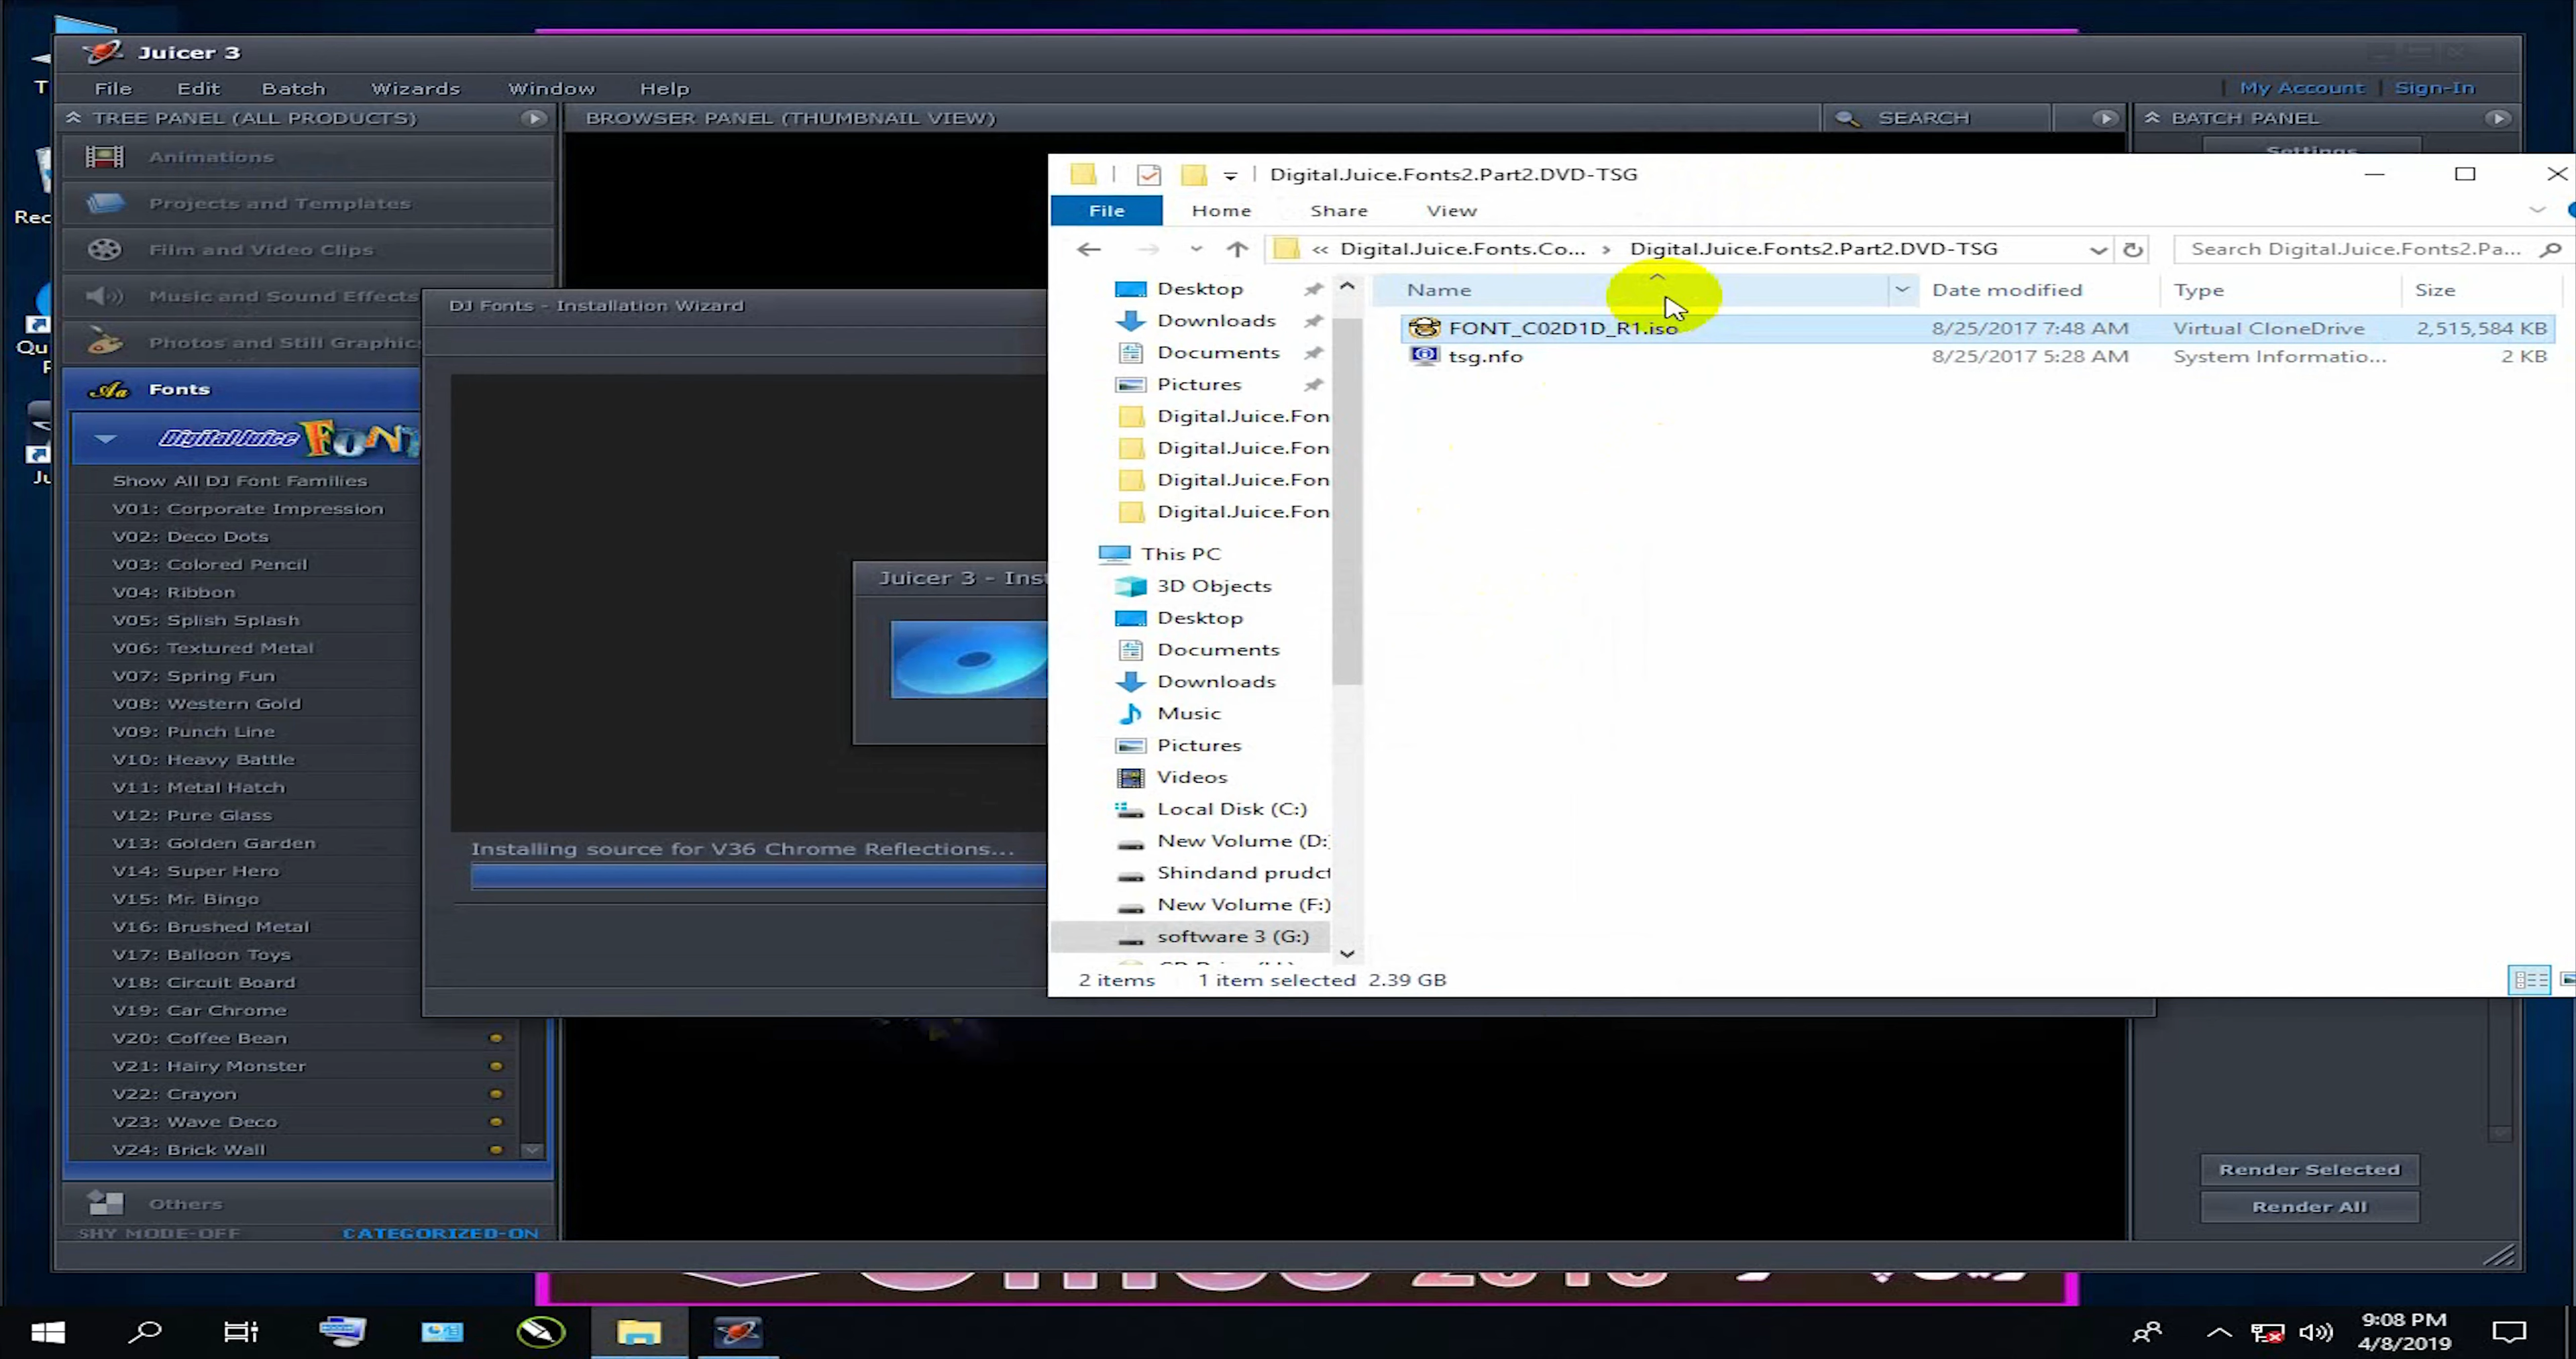 Juicer 3
File Edit Batch Wizards Window Help
My Account Sign-In
TREE PANEL (ALL PRODUCTS)
BROWSER PANEL (THUMBNAIL VIEW)
SEARCH
BATCH PANEL
Settings
Animations
Projects and Templates
Film and Video Clips
Music and Sound Effects
Photos and Still Graphic
Fonts
DigitalJuice FONT
Show All DJ Font Families
V01: Corporate Impression
V02: Deco Dots
V03: Colored Pencil
V04: Ribbon
V05: Splish Splash
V06: Textured Metal
V07: Spring Fun
V08: Western Gold
V09: Punch Line
V10: Heavy Battle
V11: Metal Hatch
V12: Pure Glass
V13: Golden Garden
V14: Super Hero
V15: Mr. Bingo
V16: Brushed Metal
V17: Balloon Toys
V18: Circuit Board
V19: Car Chrome
V20: Coffee Bean
V21: Hairy Monster
V22: Crayon
V23: Wave Deco
V24: Brick Wall
Others
SHY MODE-OFF
CATEGORIZED-ON
T
Rec
Qu
F
Ju
DJ Fonts - Installation Wizard
Juicer 3 - Inst
Installing source for V36 Chrome Reflections...
Digital.Juice.Fonts2.Part2.DVD-TSG
File Home Share View
« Digital.Juice.Fonts.Co... › Digital.Juice.Fonts2.Part2.DVD-TSG
Search Digital.Juice.Fonts2.Pa...
Name Date modified Type Size
FONT_C02D1D_R1.iso 8/25/2017 7:48 AM Virtual CloneDrive 2,515,584 KB
tsg.nfo 8/25/2017 5:28 AM System Informatio... 2 KB
Desktop
Downloads
Documents
Pictures
Digital.Juice.Fon
Digital.Juice.Fon
Digital.Juice.Fon
Digital.Juice.Fon
This PC
3D Objects
Desktop
Documents
Downloads
Music
Pictures
Videos
Local Disk (C:)
New Volume (D:
Shindand prudct
New Volume (F:)
software 3 (G:)
2 items 1 item selected 2.39 GB
Render Selected
Render All
9:08 PM
4/8/2019